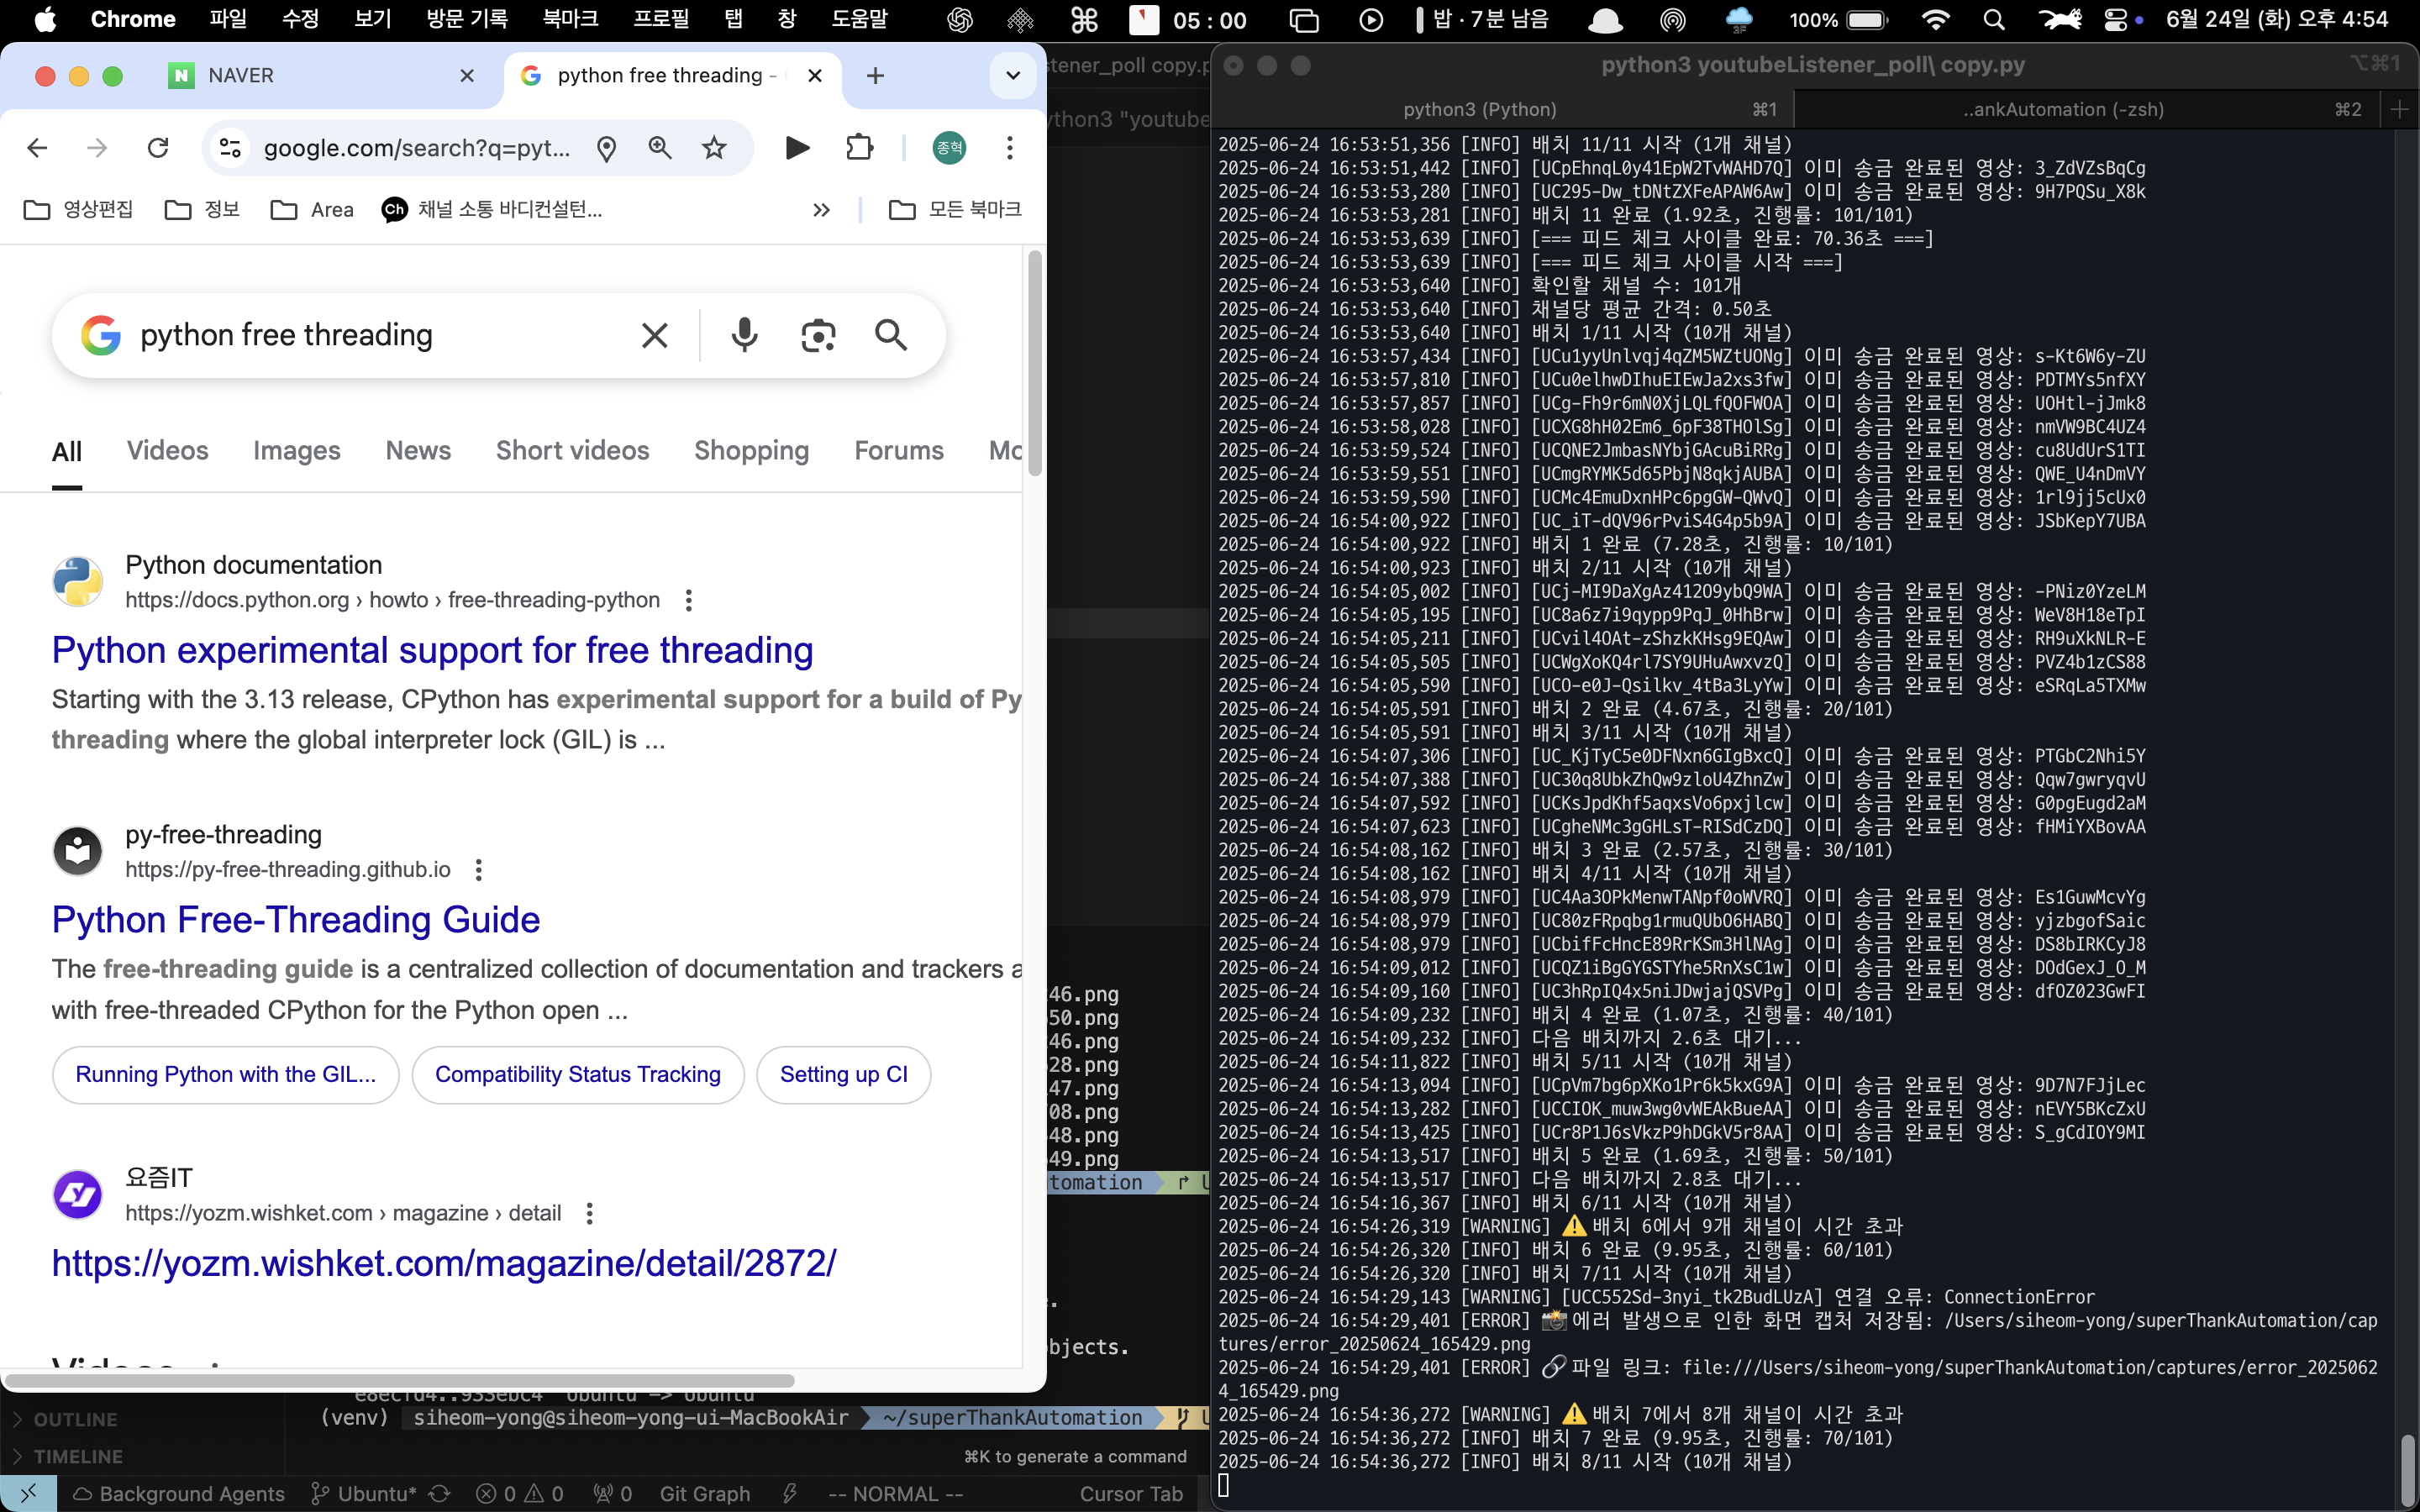 Chrome 파일 수정 보기 방문 기록 북마크 프로필 탭 창 도움말 05 : 00 밥 · 7분 남음 100% 6월 24일 (화) 오후 4:54
NAVER
python free threading -
google.com/search?q=pyt...
종혁
영상편집 정보 Area 채널 소통 바디컨설턴... 모든 북마크
python free threading
All Videos Images News Short videos Shopping Forums Mo
Python documentation
https://docs.python.org › howto › free-threading-python
Python experimental support for free threading
Starting with the 3.13 release, CPython has experimental support for a build of Py
threading where the global interpreter lock (GIL) is ...
py-free-threading
https://py-free-threading.github.io
Python Free-Threading Guide
The free-threading guide is a centralized collection of documentation and trackers a
with free-threaded CPython for the Python open ...
Running Python with the GIL... Compatibility Status Tracking Setting up CI
요즘IT
https://yozm.wishket.com › magazine › detail
https://yozm.wishket.com/magazine/detail/2872/
stener_poll copy.p
ython3 "youtube
46.png
50.png
46.png
28.png
47.png
08.png
48.png
49.png
tomation
bjects.
(venv) siheom-yong@siheom-yong-ui-MacBookAir ~/superThankAutomation
OUTLINE
TIMELINE
⌘K to generate a command
Background Agents Ubuntu* 0 0 0 Git Graph -- NORMAL -- Cursor Tab
python3 youtubeListener_poll\ copy.py ⌥⌘1
python3 (Python) ⌘1 ..ankAutomation (-zsh) ⌘2
2025-06-24 16:53:51,356 [INFO] 배치 11/11 시작 (1개 채널)
2025-06-24 16:53:51,442 [INFO] [UCpEhnqL0y41EpW2TvWAHD7Q] 이미 송금 완료된 영상: 3_ZdVZsBqCg
2025-06-24 16:53:53,280 [INFO] [UC295-Dw_tDNtZXFeAPAW6Aw] 이미 송금 완료된 영상: 9H7PQSu_X8k
2025-06-24 16:53:53,281 [INFO] 배치 11 완료 (1.92초, 진행률: 101/101)
2025-06-24 16:53:53,639 [INFO] [=== 피드 체크 사이클 완료: 70.36초 ===]
2025-06-24 16:53:53,639 [INFO] [=== 피드 체크 사이클 시작 ===]
2025-06-24 16:53:53,640 [INFO] 확인할 채널 수: 101개
2025-06-24 16:53:53,640 [INFO] 채널당 평균 간격: 0.50초
2025-06-24 16:53:53,640 [INFO] 배치 1/11 시작 (10개 채널)
2025-06-24 16:53:57,434 [INFO] [UCu1yyUnlvqj4qZM5WZtUONg] 이미 송금 완료된 영상: s-Kt6W6y-ZU
2025-06-24 16:53:57,810 [INFO] [UCu0elhwDIhuEIEwJa2xs3fw] 이미 송금 완료된 영상: PDTMYs5nfXY
2025-06-24 16:53:57,857 [INFO] [UCg-Fh9r6mN0XjLQLfQOFWOA] 이미 송금 완료된 영상: UOHtl-jJmk8
2025-06-24 16:53:58,028 [INFO] [UCXG8hH02Em6_6pF38THOlSg] 이미 송금 완료된 영상: nmVW9BC4UZ4
2025-06-24 16:53:59,524 [INFO] [UCQNE2JmbasNYbjGAcuBiRRg] 이미 송금 완료된 영상: cu8UdUrS1TI
2025-06-24 16:53:59,551 [INFO] [UCmgRYMK5d65PbjN8qkjAUBA] 이미 송금 완료된 영상: QWE_U4nDmVY
2025-06-24 16:53:59,590 [INFO] [UCMc4EmuDxnHPc6pgGW-QWvQ] 이미 송금 완료된 영상: 1rl9jj5cUx0
2025-06-24 16:54:00,922 [INFO] [UC_iT-dQV96rPviS4G4p5b9A] 이미 송금 완료된 영상: JSbKepY7UBA
2025-06-24 16:54:00,922 [INFO] 배치 1 완료 (7.28초, 진행률: 10/101)
2025-06-24 16:54:00,923 [INFO] 배치 2/11 시작 (10개 채널)
2025-06-24 16:54:05,002 [INFO] [UCj-MI9DaXgAz412O9ybQ9WA] 이미 송금 완료된 영상: -PNiz0YzeLM
2025-06-24 16:54:05,195 [INFO] [UC8a6z7i9qypp9PqJ_0HhBrw] 이미 송금 완료된 영상: WeV8H18eTpI
2025-06-24 16:54:05,211 [INFO] [UCvil4OAt-zShzkKHsg9EQAw] 이미 송금 완료된 영상: RH9uXkNLR-E
2025-06-24 16:54:05,505 [INFO] [UCWgXoKQ4rl7SY9UHuAwxvzQ] 이미 송금 완료된 영상: PVZ4b1zCS88
2025-06-24 16:54:05,590 [INFO] [UCO-e0J-Qsilkv_4tBa3LyYw] 이미 송금 완료된 영상: eSRqLa5TXMw
2025-06-24 16:54:05,591 [INFO] 배치 2 완료 (4.67초, 진행률: 20/101)
2025-06-24 16:54:05,591 [INFO] 배치 3/11 시작 (10개 채널)
2025-06-24 16:54:07,306 [INFO] [UC_KjTyC5e0DFNxn6GIgBxcQ] 이미 송금 완료된 영상: PTGbC2Nhi5Y
2025-06-24 16:54:07,388 [INFO] [UC30q8UbkZhQw9zloU4ZhnZw] 이미 송금 완료된 영상: Qqw7gwryqvU
2025-06-24 16:54:07,592 [INFO] [UCKsJpdKhf5aqxsVo6pxjlcw] 이미 송금 완료된 영상: G0pgEugd2aM
2025-06-24 16:54:07,623 [INFO] [UCgheNMc3gGHLsT-RISdCzDQ] 이미 송금 완료된 영상: fHMiYXBovAA
2025-06-24 16:54:08,162 [INFO] 배치 3 완료 (2.57초, 진행률: 30/101)
2025-06-24 16:54:08,162 [INFO] 배치 4/11 시작 (10개 채널)
2025-06-24 16:54:08,979 [INFO] [UC4Aa3OPkMenwTANpf0oWVRQ] 이미 송금 완료된 영상: Es1GuwMcvYg
2025-06-24 16:54:08,979 [INFO] [UC80zFRpqbg1rmuQUbO6HABQ] 이미 송금 완료된 영상: yjzbgofSaic
2025-06-24 16:54:08,979 [INFO] [UCbifFcHncE89RrKSm3HlNAg] 이미 송금 완료된 영상: DS8bIRKCyJ8
2025-06-24 16:54:09,012 [INFO] [UCQZ1iBgGYGSTYhe5RnXsC1w] 이미 송금 완료된 영상: DOdGexJ_O_M
2025-06-24 16:54:09,160 [INFO] [UC3hRpIQ4x5niJDwjajQSVPg] 이미 송금 완료된 영상: dfOZ023GwFI
2025-06-24 16:54:09,232 [INFO] 배치 4 완료 (1.07초, 진행률: 40/101)
2025-06-24 16:54:09,232 [INFO] 다음 배치까지 2.6초 대기...
2025-06-24 16:54:11,822 [INFO] 배치 5/11 시작 (10개 채널)
2025-06-24 16:54:13,094 [INFO] [UCpVm7bg6pXKo1Pr6k5kxG9A] 이미 송금 완료된 영상: 9D7N7FJjLec
2025-06-24 16:54:13,282 [INFO] [UCCIOK_muw3wg0vWEAkBueAA] 이미 송금 완료된 영상: nEVY5BKcZxU
2025-06-24 16:54:13,425 [INFO] [UCr8P1J6sVkzP9hDGkV5r8AA] 이미 송금 완료된 영상: S_gCdIOY9MI
2025-06-24 16:54:13,517 [INFO] 배치 5 완료 (1.69초, 진행률: 50/101)
2025-06-24 16:54:13,517 [INFO] 다음 배치까지 2.8초 대기...
2025-06-24 16:54:16,367 [INFO] 배치 6/11 시작 (10개 채널)
2025-06-24 16:54:26,319 [WARNING] ⚠️ 배치 6에서 9개 채널이 시간 초과
2025-06-24 16:54:26,320 [INFO] 배치 6 완료 (9.95초, 진행률: 60/101)
2025-06-24 16:54:26,320 [INFO] 배치 7/11 시작 (10개 채널)
2025-06-24 16:54:29,143 [WARNING] [UCC552Sd-3nyi_tk2BudLUzA] 연결 오류: ConnectionError
2025-06-24 16:54:29,401 [ERROR] 📸 에러 발생으로 인한 화면 캡처 저장됨: /Users/siheom-yong/superThankAutomation/cap
tures/error_20250624_165429.png
2025-06-24 16:54:29,401 [ERROR] 🔗 파일 링크: file:///Users/siheom-yong/superThankAutomation/captures/error_2025062
4_165429.png
2025-06-24 16:54:36,272 [WARNING] ⚠️ 배치 7에서 8개 채널이 시간 초과
2025-06-24 16:54:36,272 [INFO] 배치 7 완료 (9.95초, 진행률: 70/101)
2025-06-24 16:54:36,272 [INFO] 배치 8/11 시작 (10개 채널)